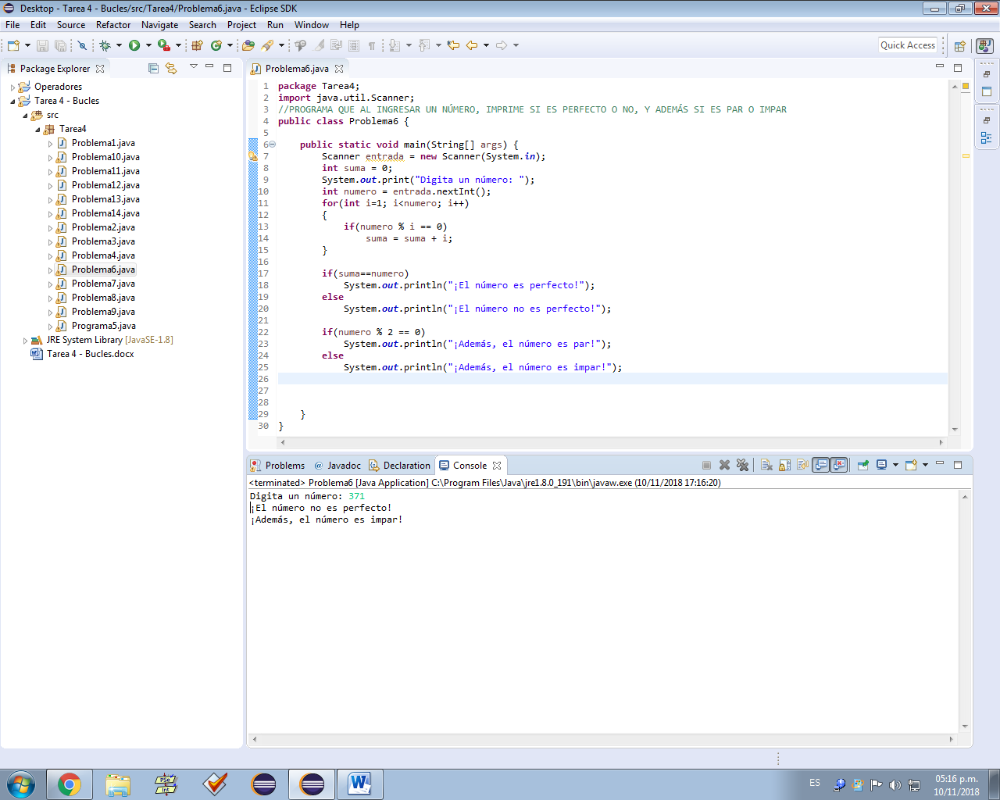 Desktop - Tarea 4 - Bucles/src/Tarea4/Problema6.java - Eclipse SDK
File Edit Source Refactor Navigate Search Project Run Window Help
Quick Access
Package Explorer
Operadores
Tarea 4 - Bucles
src
Tarea4
Problema1.java
Problema10.java
Problema11.java
Problema12.java
Problema13.java
Problema14.java
Problema2.java
Problema3.java
Problema4.java
Problema6.java
Problema7.java
Problema8.java
Problema9.java
Programa5.java
JRE System Library [JavaSE-1.8]
Tarea 4 - Bucles.docx
Problema6.java
1 package Tarea4;
2 import java.util.Scanner;
3 //PROGRAMA QUE AL INGRESAR UN NÚMERO, IMPRIME SI ES PERFECTO O NO, Y ADEMÁS SI ES PAR O IMPAR
4 public class Problema6 {
5
6 public static void main(String[] args) {
7 Scanner entrada = new Scanner(System.in);
8 int suma = 0;
9 System.out.print("Digita un número: ");
10 int numero = entrada.nextInt();
11 for(int i=1; i<numero; i++)
12 {
13 if(numero % i == 0)
14 suma = suma + i;
15 }
16
17 if(suma==numero)
18 System.out.println("¡El número es perfecto!");
19 else
20 System.out.println("¡El número no es perfecto!");
21
22 if(numero % 2 == 0)
23 System.out.println("¡Además, el número es par!");
24 else
25 System.out.println("¡Además, el número es impar!");
26
27
28
29 }
30 }
Problems Javadoc Declaration Console
<terminated> Problema6 [Java Application] C:\Program Files\Java\jre1.8.0_191\bin\javaw.exe (10/11/2018 17:16:20)
Digita un número: 371
¡El número no es perfecto!
¡Además, el número es impar!
PSe
Int
ES
05:16 p.m.
10/11/2018